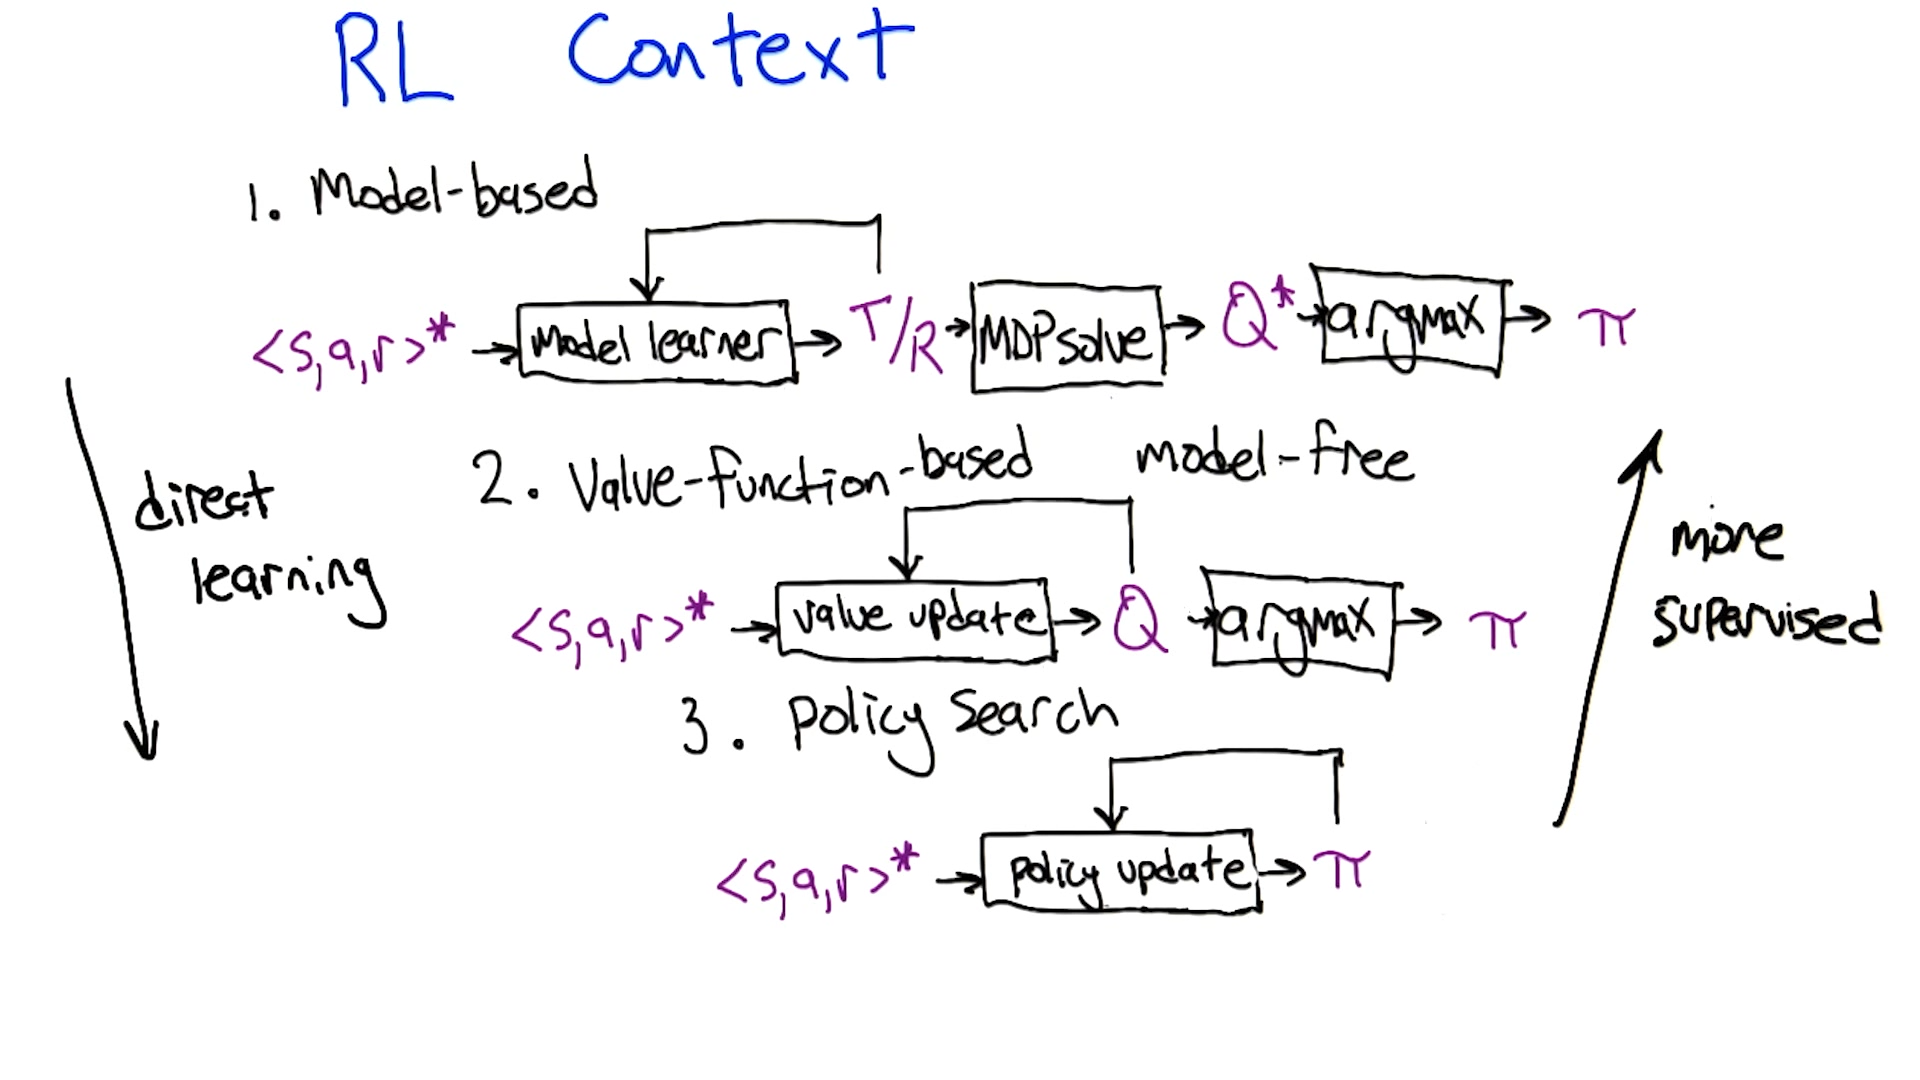 RL Context
1. Model-based
<s,a,r>* → Model learner → T/R → MDPsolve → Q* → argmax → π
2. Value-function-based model-free
direct
learning
more
supervised
<s,a,r>* → value update → Q → argmax → π
3. Policy Search
<s,a,r>* → policy update → π